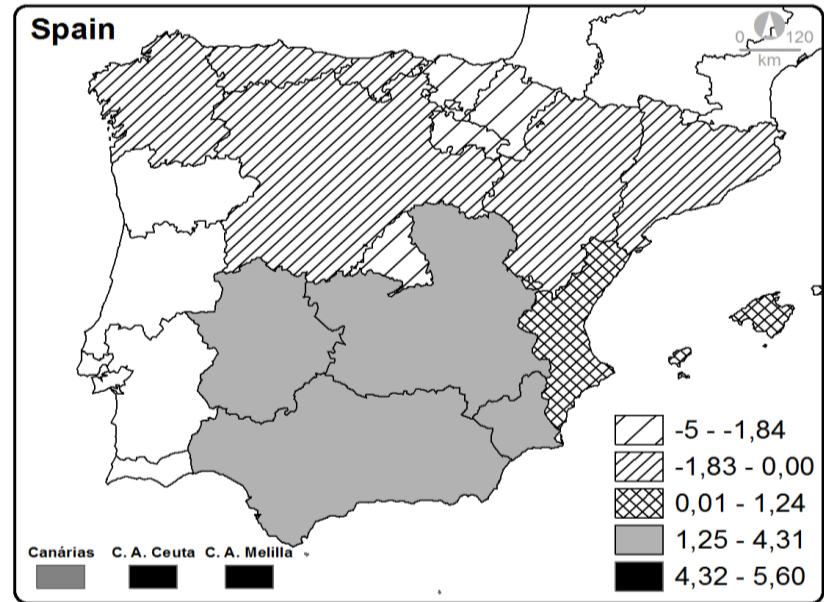 Spain
0 120
km
-5 - -1,84
-1,83 - 0,00
0,01 - 1,24
1,25 - 4,31
4,32 - 5,60
Canárias C. A. Ceuta C. A. Melilla